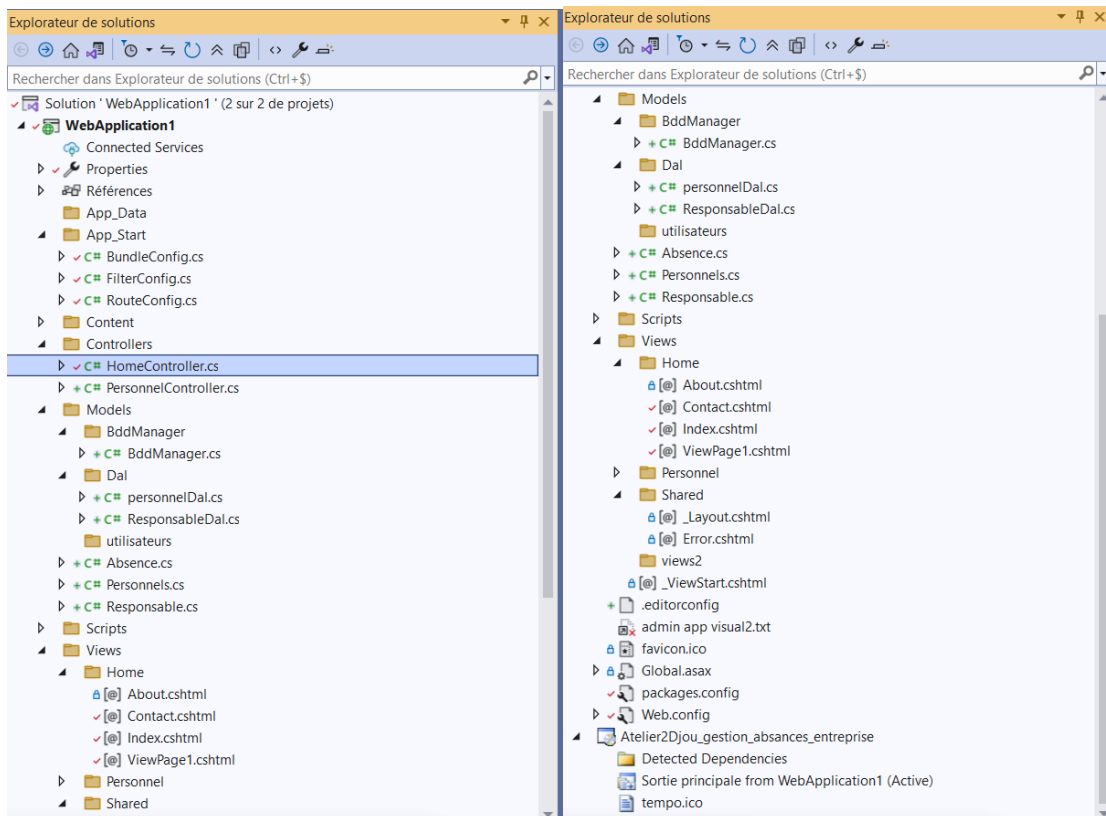 Explorateur de solutions
Rechercher dans Explorateur de solutions (Ctrl+$)
Solution ' WebApplication1 ' (2 sur 2 de projets)
WebApplication1
Connected Services
Properties
Références
App_Data
App_Start
C# BundleConfig.cs
C# FilterConfig.cs
C# RouteConfig.cs
Content
Controllers
C# HomeController.cs
C# PersonnelController.cs
Models
BddManager
C# BddManager.cs
Dal
C# personnelDal.cs
C# ResponsableDal.cs
utilisateurs
C# Absence.cs
C# Personnels.cs
C# Responsable.cs
Scripts
Views
Home
[@] About.cshtml
[@] Contact.cshtml
[@] Index.cshtml
[@] ViewPage1.cshtml
Personnel
Shared
Explorateur de solutions
Rechercher dans Explorateur de solutions (Ctrl+$)
Models
BddManager
C# BddManager.cs
Dal
C# personnelDal.cs
C# ResponsableDal.cs
utilisateurs
C# Absence.cs
C# Personnels.cs
C# Responsable.cs
Scripts
Views
Home
[@] About.cshtml
[@] Contact.cshtml
[@] Index.cshtml
[@] ViewPage1.cshtml
Personnel
Shared
[@] _Layout.cshtml
[@] Error.cshtml
views2
[@] _ViewStart.cshtml
.editorconfig
admin app visual2.txt
favicon.ico
Global.asax
packages.config
Web.config
Atelier2Djou_gestion_absances_entreprise
Detected Dependencies
Sortie principale from WebApplication1 (Active)
tempo.ico